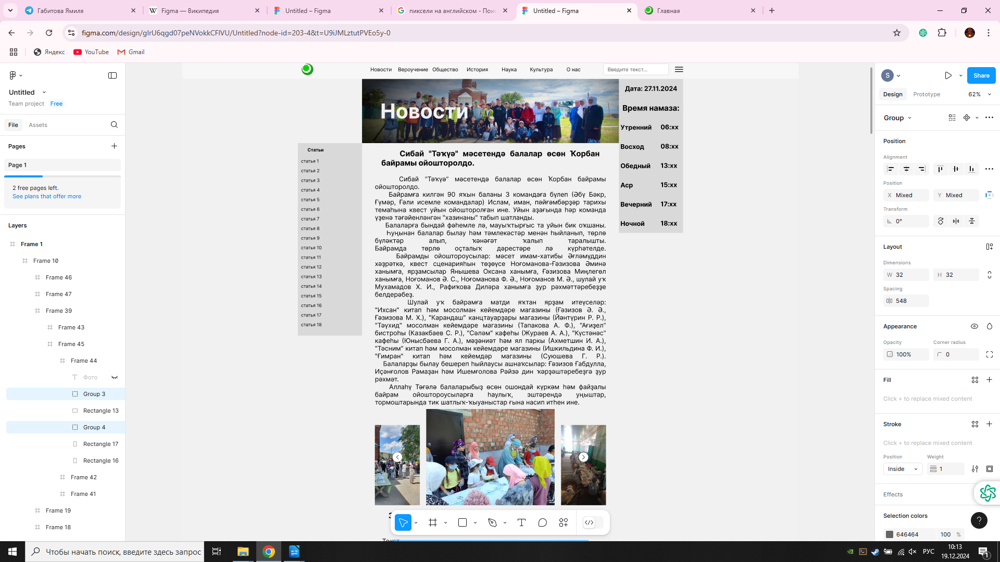 Габитова Ямиля
Figma — Википедия
Untitled – Figma
пиксели на английском - Пои
Untitled – Figma
Главная
figma.com/design/gIrU6qgd07peNVokkCFIVU/Untitled?node-id=203-4&t=U9iJMLztutPVEo5y-0
Яндекс
YouTube
Gmail
Untitled
Team project Free
File Assets
Pages
Page 1
2 free pages left.
See plans that offer more
Layers
Frame 1
Frame 10
Frame 46
Frame 47
Frame 39
Frame 43
Frame 45
Frame 44
Фото
Group 3
Rectangle 13
Group 4
Rectangle 17
Rectangle 16
Frame 42
Frame 41
Frame 19
Frame 18
Новости Вероучение Общество История Наука Культура О нас Введите текст...
Новости
Статьи
статья 1
статья 2
статья 3
статья 4
статья 5
статья 6
статья 7
статья 8
статья 9
статья 10
статья 11
статья 12
статья 13
статья 14
статья 15
статья 16
статья 17
статья 18
Сибай "Тәҡүә" мәсетендә балалар өсөн Ҡорбан
байрамы ойошторолдо.
Сибай "Тәҡүә" мәсетендә балалар өсөн Ҡорбан байрамы
ойошторолдо.
Байрамға килгән 90 яҡын баланы 3 командаға бүлеп (Әбү Бәкр,
Ғүмәр, Ғәли исемле командалар) Ислам, иман, пәйғәмбәрҙәр тарихы
темаһына квест уйын ойошторолған ине. Уйын аҙағында һәр команда
үҙенә тәғәйенләнгән "хазинаны" табып шатланды.
Балаларға бындай фәһемле лә, мауыҡтырғыс та уйын бик оҡшаны.
Һуңынан балалар былау һәм тәмлекәстәр менән һыйланып, төрлө
бүләктәр алып, ҡәнәғәт ҡалып таралышты.
Байрамда төрлө оҫталыҡ дәрестәре лә күрһәтелде.
Байрамды ойоштороусылар: мәсет имам-хатибы Әғләмүддин
хәҙрәткә, квест сценарияһын төҙөүсе Ноғоманова-Ғәзизова Әминә
ханымға, ярҙамсылар Янышева Оксана ханымға, Ғәзизова Миңлегөл
ханымға, Ноғоманов Ә. С., Ноғоманова Ф. Ә., Ноғоманов М. Ә., шулай уҡ
Мухамадов Х. И., Рафиҡова Диләра ханымға ҙур рәхмәттәребеҙҙе
белдерәбеҙ.
Шулай уҡ байрамға матди яҡтан ярҙам итеүселәр:
"Ихсан" китап һәм мосолман кейемдәре магазины (Ғәзизов Ә. Ә.,
Ғәзизова М. Х.), "Карандаш" канцтауарҙары магазины (Йәнтүрин Р. Р.),
"Тәүхид" мосолман кейемдәре магазины (Тапакова А. Ф.), "Ағиҙел"
бистроһы (Казакбаев С. Р.), "Сәләм" кафеһы (Жураев А. А.), "Күстәнәс"
кафеһы (Юнысбаева Г. А.), мәҙәниәт һәм ял паркы (Ахметшин И. А.),
"Тәсним" китап һәм мосолман кейемдәре магазины (Ишкильдина Ф. И.),
"Ғимран" китап һәм кейемдәр магазины (Суюшева Г. Р.).
Балаларҙы былау бешереп һыйлаусы ашнаҡсылар: Ғәзизов Ғабдулла,
Иҫәнғолов Рамаҙан һәм Ишемғолова Рәйзә дин ҡәрҙәштәребеҙгә ҙур
рәхмәт.
Аллаһү Тәғәлә балаларыбыҙ өсөн ошондай күркәм һәм файҙалы
байрам ойоштороусыларға һаулыҡ, эштәрендә уңыштар,
тормоштарында тик шатлыҡ-ҡыуаныстар ғына насип итһен ине.
Дата: 27.11.2024
Время намаза:
Утренний 06:xx
Восход 08:xx
Обедный 13:xx
Аср 15:xx
Вечерний 17:xx
Ночной 18:xx
Текст
S
Share
Design Prototype 62%
Group
Position
Alignment
Position
X Mixed Y Mixed
Transform
0°
Layout
Dimensions
W 32 H 32
Spacing
548
Appearance
Opacity Corner radius
100% 0
Fill
Click + to replace mixed content
Stroke
Click + to replace mixed content
Position Weight
Inside 1
Effects
Selection colors
646464 100 %
?
Чтобы начать поиск, введите здесь запрос
РУС
10:13
19.12.2024
1